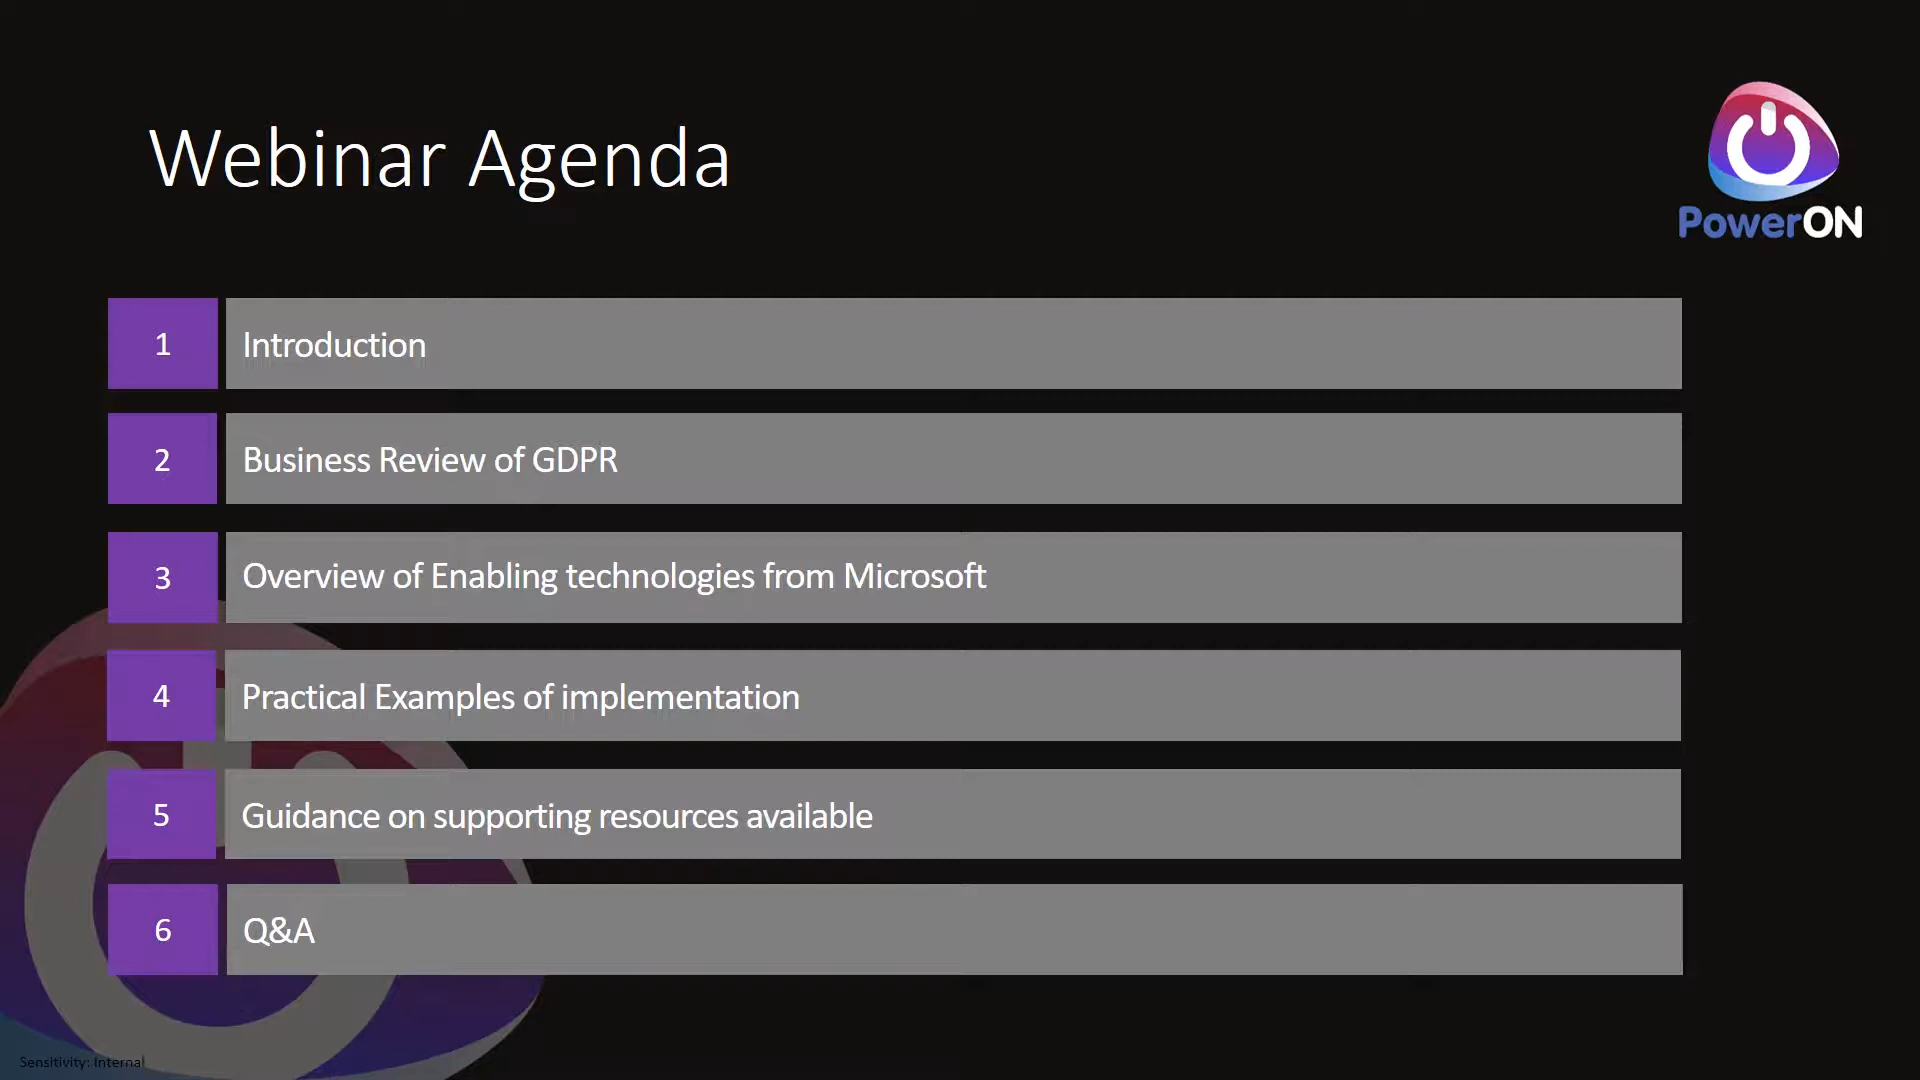 Webinar Agenda
PowerON
1 Introduction
2 Business Review of GDPR
3 Overview of Enabling technologies from Microsoft
4 Practical Examples of implementation
5 Guidance on supporting resources available
6 Q&A
Sensitivity: Internal